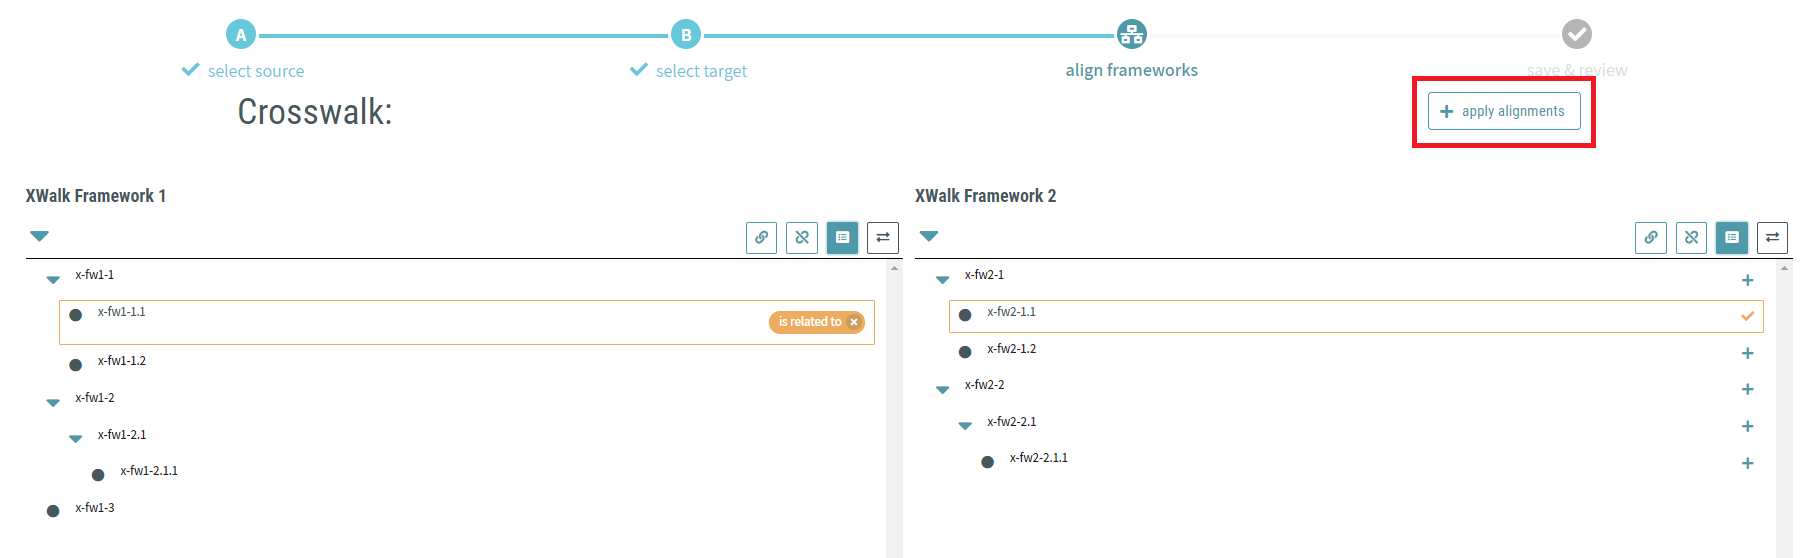 A
B
select source
select target
align frameworks
save & review
Crosswalk:
apply alignments
XWalk Framework 1
XWalk Framework 2
x-fw1-1
x-fw1-1.1
is related to
x-fw1-1.2
x-fw1-2
x-fw1-2.1
x-fw1-2.1.1
x-fw1-3
x-fw2-1
x-fw2-1.1
x-fw2-1.2
x-fw2-2
x-fw2-2.1
x-fw2-2.1.1